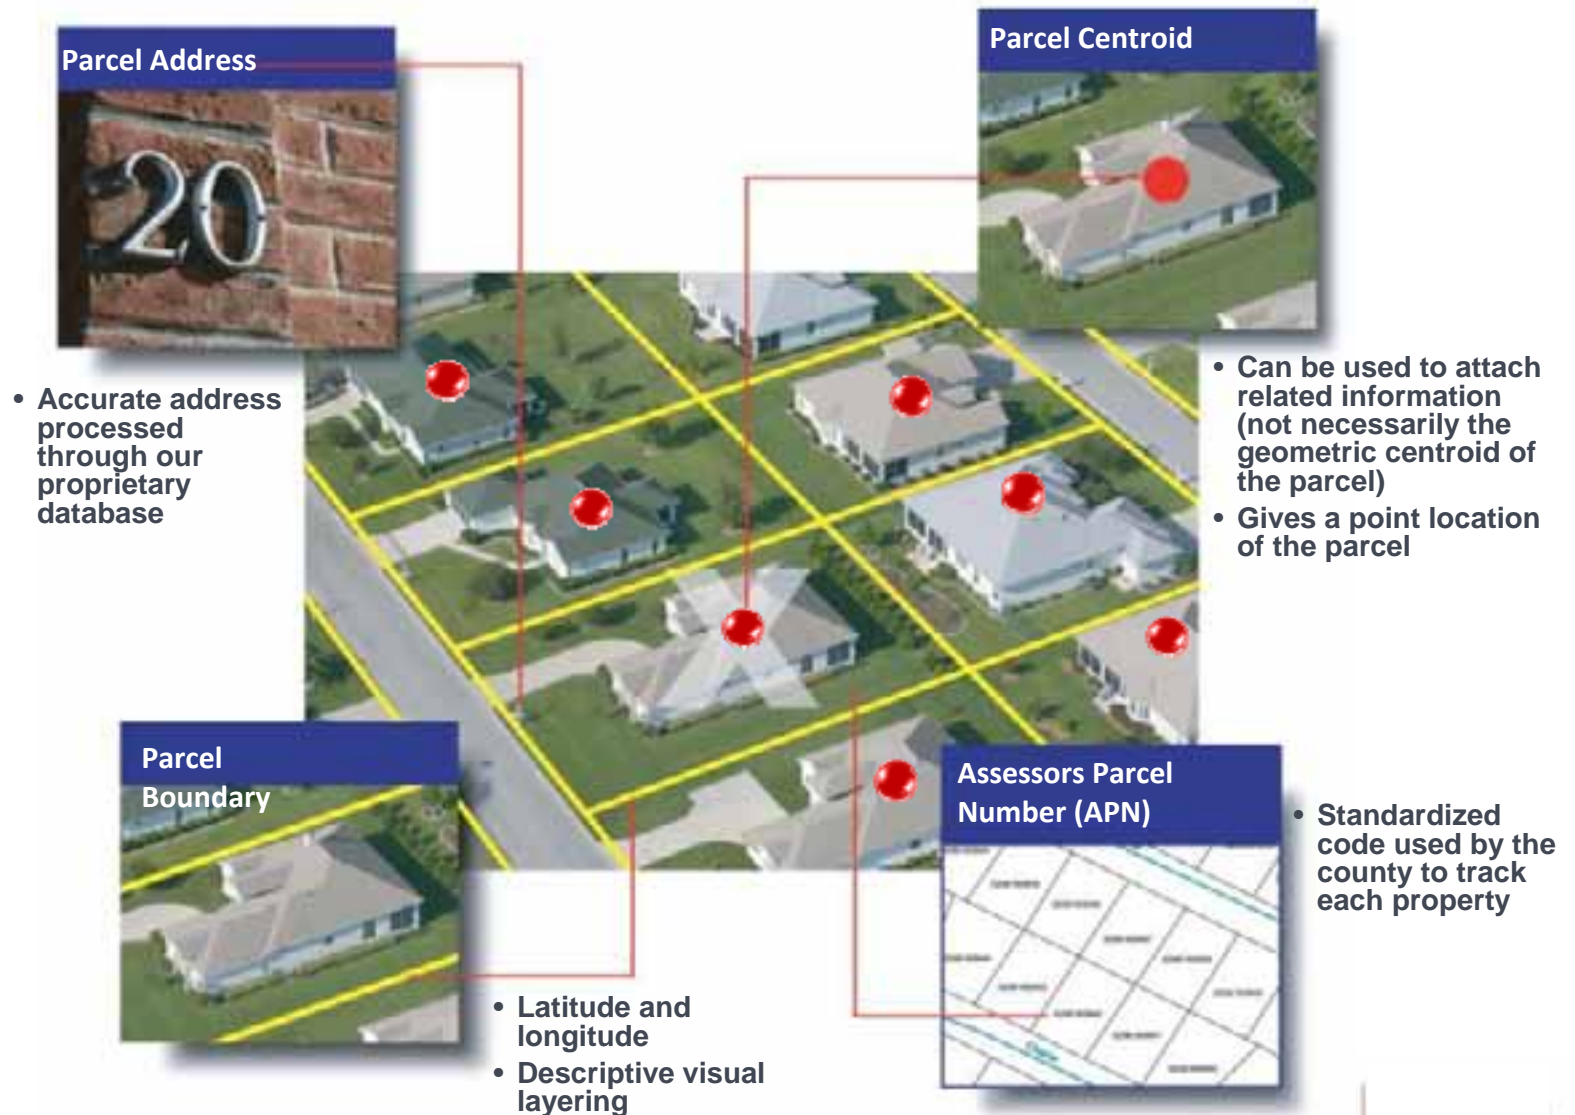 Parcel Address
20
• Accurate address
processed
through our
proprietary
database
Parcel Centroid
• Can be used to attach
related information
(not necessarily the
geometric centroid of
the parcel)
• Gives a point location
of the parcel
X
Parcel
Boundary
• Latitude and
longitude
• Descriptive visual
layering
Assessors Parcel
Number (APN)
• Standardized
code used by the
county to track
each property